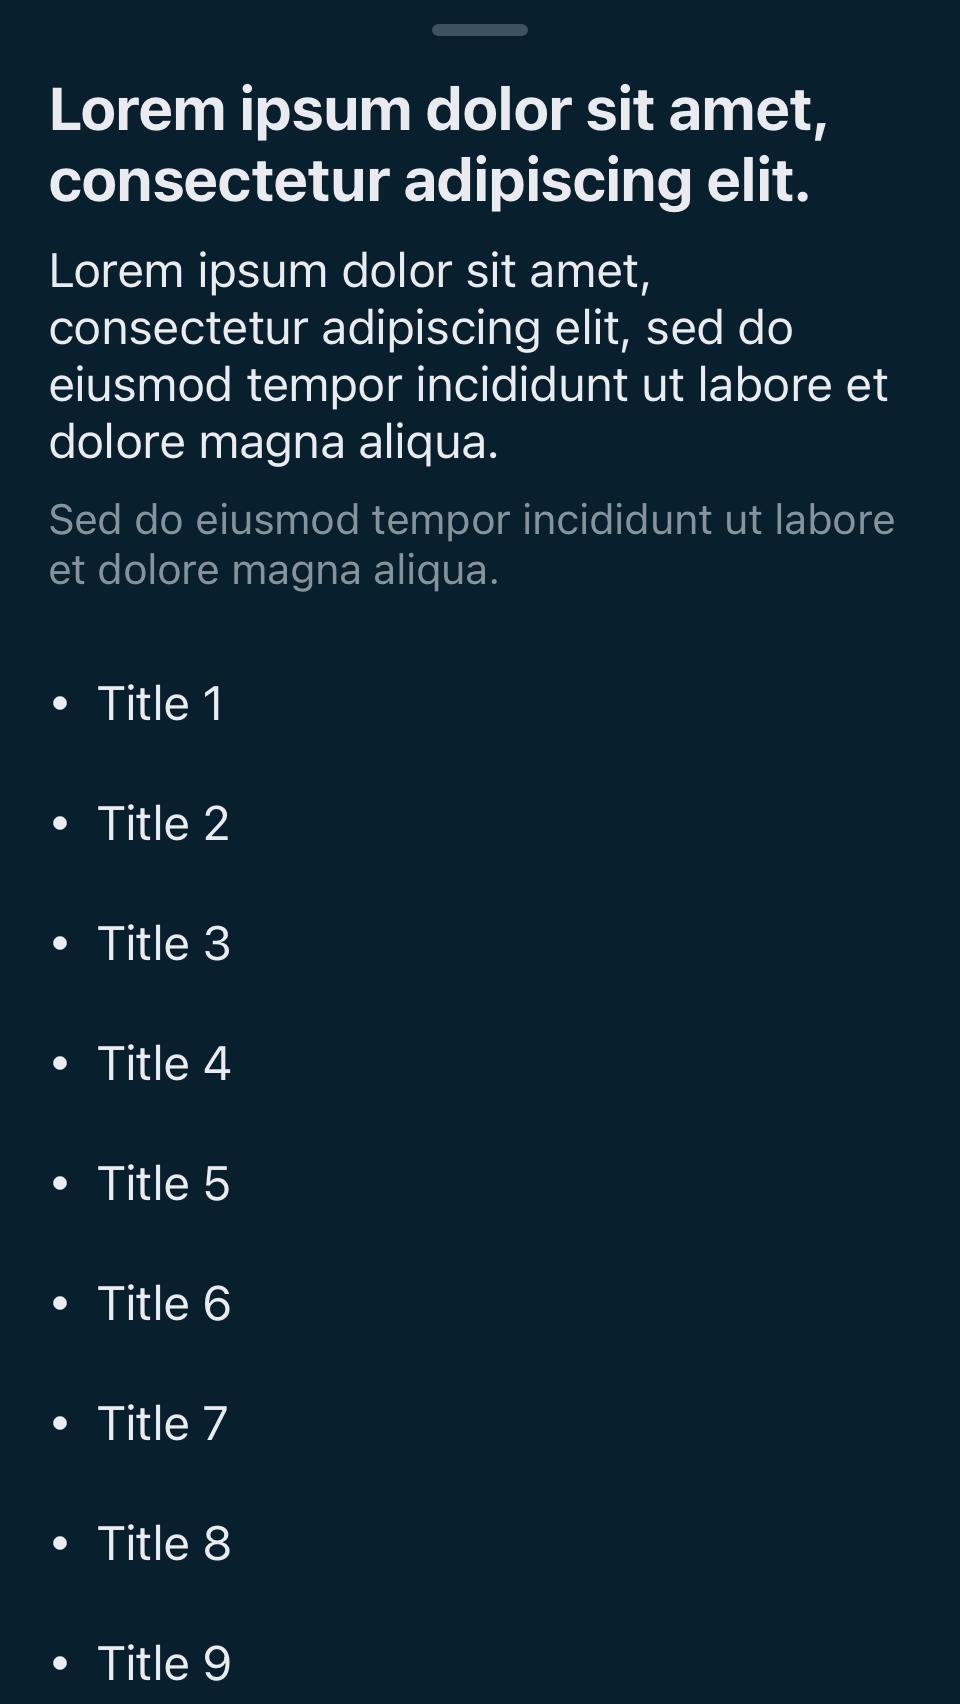 Lorem ipsum dolor sit amet,
consectetur adipiscing elit.
Lorem ipsum dolor sit amet,
consectetur adipiscing elit, sed do
eiusmod tempor incididunt ut labore et
dolore magna aliqua.
Sed do eiusmod tempor incididunt ut labore
et dolore magna aliqua.
• Title 1
• Title 2
• Title 3
• Title 4
• Title 5
• Title 6
• Title 7
• Title 8
• Title 9